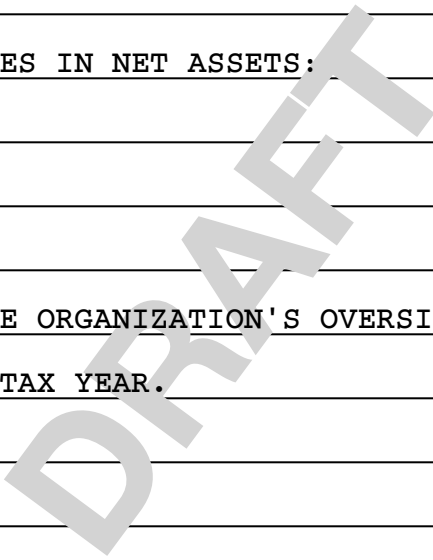 ES IN NET ASSETS:
E ORGANIZATION'S OVERSI
TAX YEAR.
DRAFT